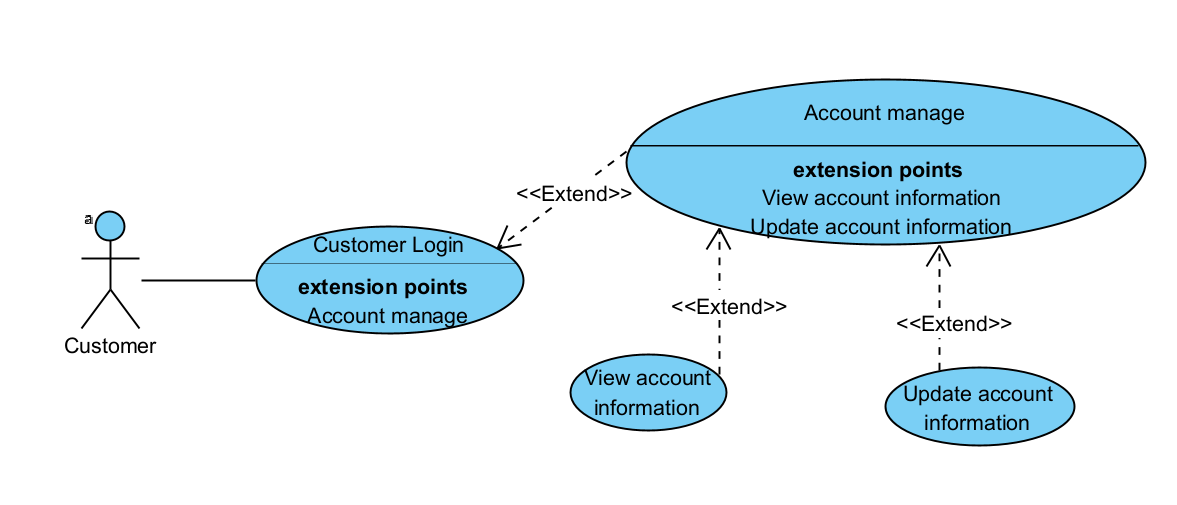 Account manage
extension points
View account information
Update account information
<<Extend>>
Customer Login
extension points
Account manage
Customer
<<Extend>>
<<Extend>>
View account
information
Update account
information